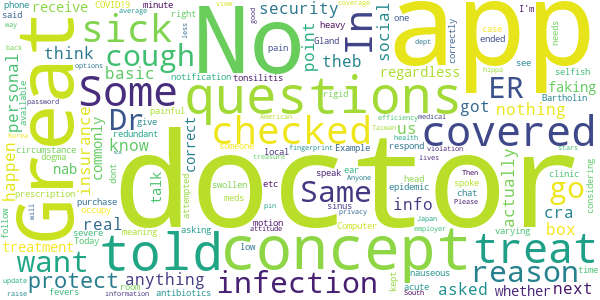 COVID19 phone receive security No In app
sick average minute social
said way right think cough heavy good less
one needs
correctly
I'm
view case ended pain point theb coverage
back notification Gland see selfish
Great personal options dept hippa
Some questions regardless ER faking
available password tonsilitis rigid Bartholin
Dr painful American efficiency medical
give checked got nothing
insurance redundant someone Taiwan us covered
commonly know local fingerprint Example health respond lives
happen correct treasure violation
circumstance doctor actually
dogma Anyone Then stars
nab prescription talk swollen etc speak ear head spoke Same go
will meds pin privacy sinus epidemic chat Please clinic considering
follow purchase real motion Computer info cra
occupy attitude Japan employer box varying
treatment severe meaning
Today told concept treat
want asking low
update fevers protect anything attempted infection nauseous acute asked reason
raise room information antibiotics dont kept South whether next time